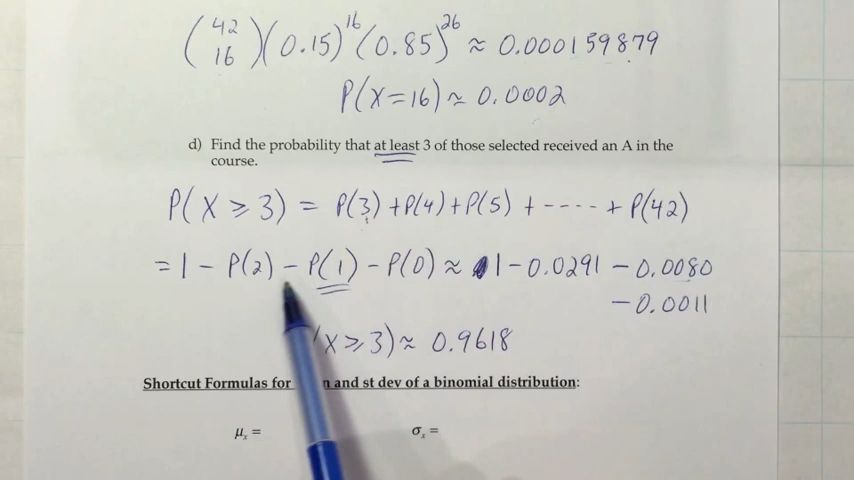 (42 16)(0.15)^16 (0.85)^26 ≈ 0.000159879
P(X=16) ≈ 0.0002
d) Find the probability that at least 3 of those selected received an A in the
course.
P(X ≥ 3) = P(3) + P(4) + P(5) + ---- + P(42)
= 1 - P(2) - P(1) - P(0) ≈ 1 - 0.0291 - 0.0080
- 0.0011
(X ≥ 3) ≈ 0.9618
Shortcut Formulas for and st dev of a binomial distribution:
μx = σx =